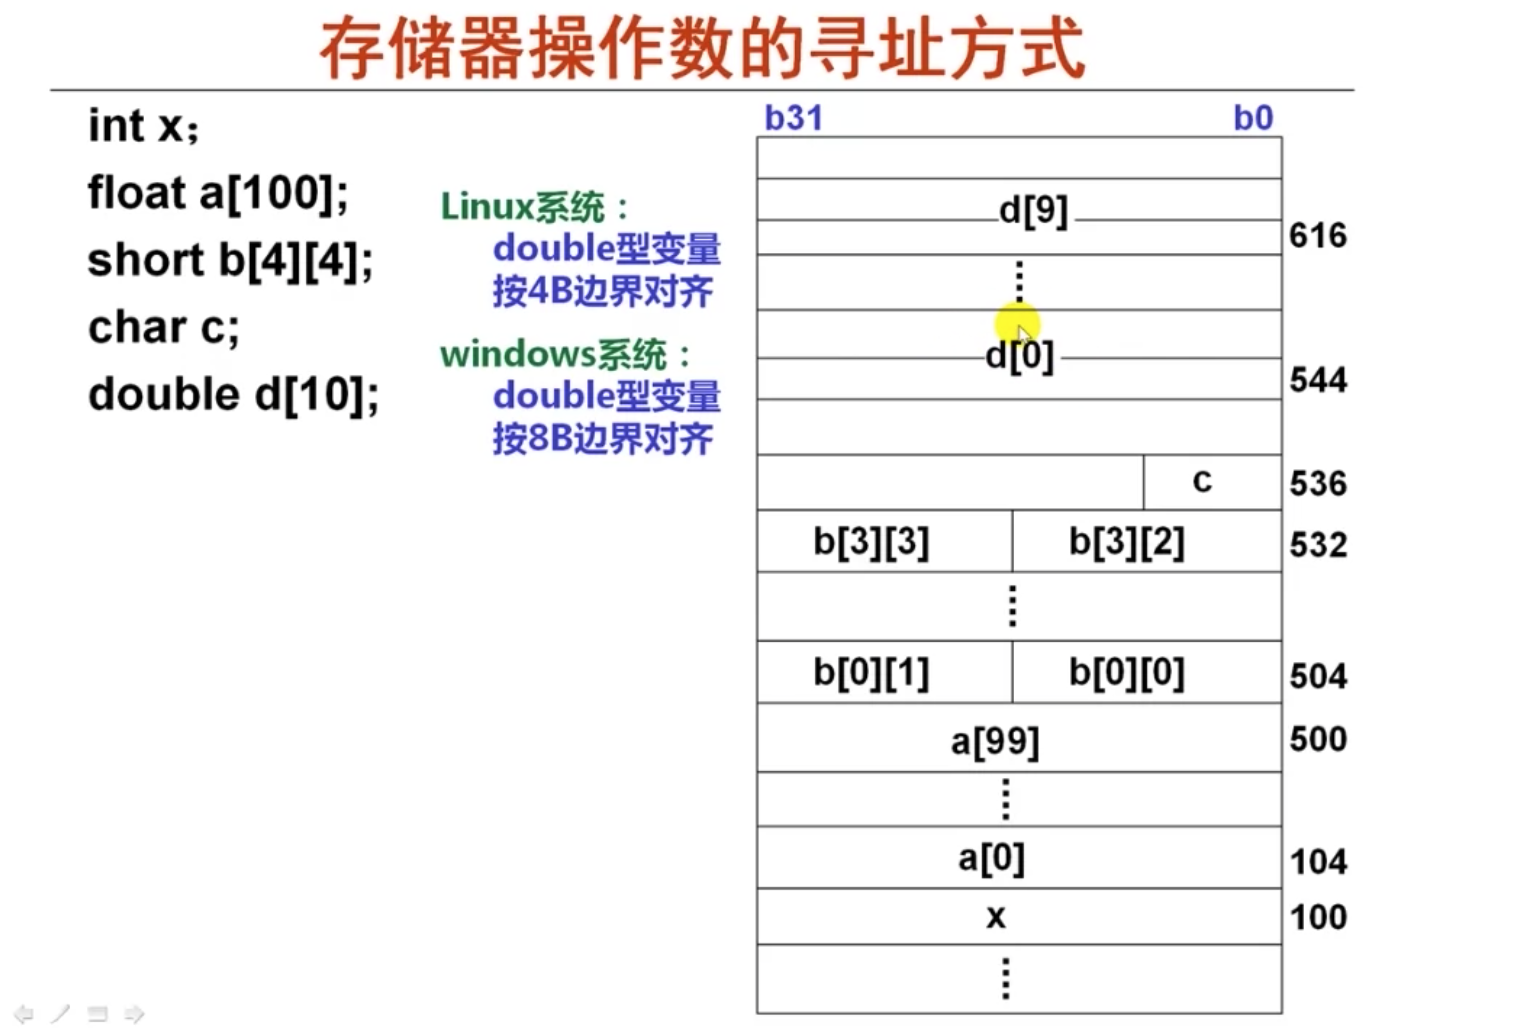 存储器操作数的寻址方式
int x；
float a[100];
short b[4][4];
char c;
double d[10];
Linux系统：
double型变量
按4B边界对齐
windows系统：
double型变量
按8B边界对齐
b31 b0
d[9]
616
d[0]
544
c 536
b[3][3] b[3][2] 532
b[0][1] b[0][0] 504
a[99] 500
a[0] 104
x 100